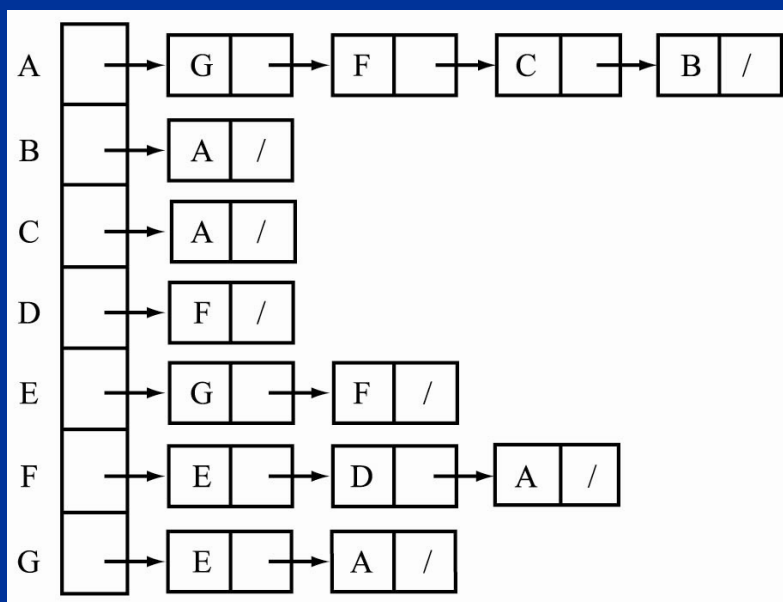 A G F C B /
B A /
C A /
D F /
E G F /
F E D A /
G E A /